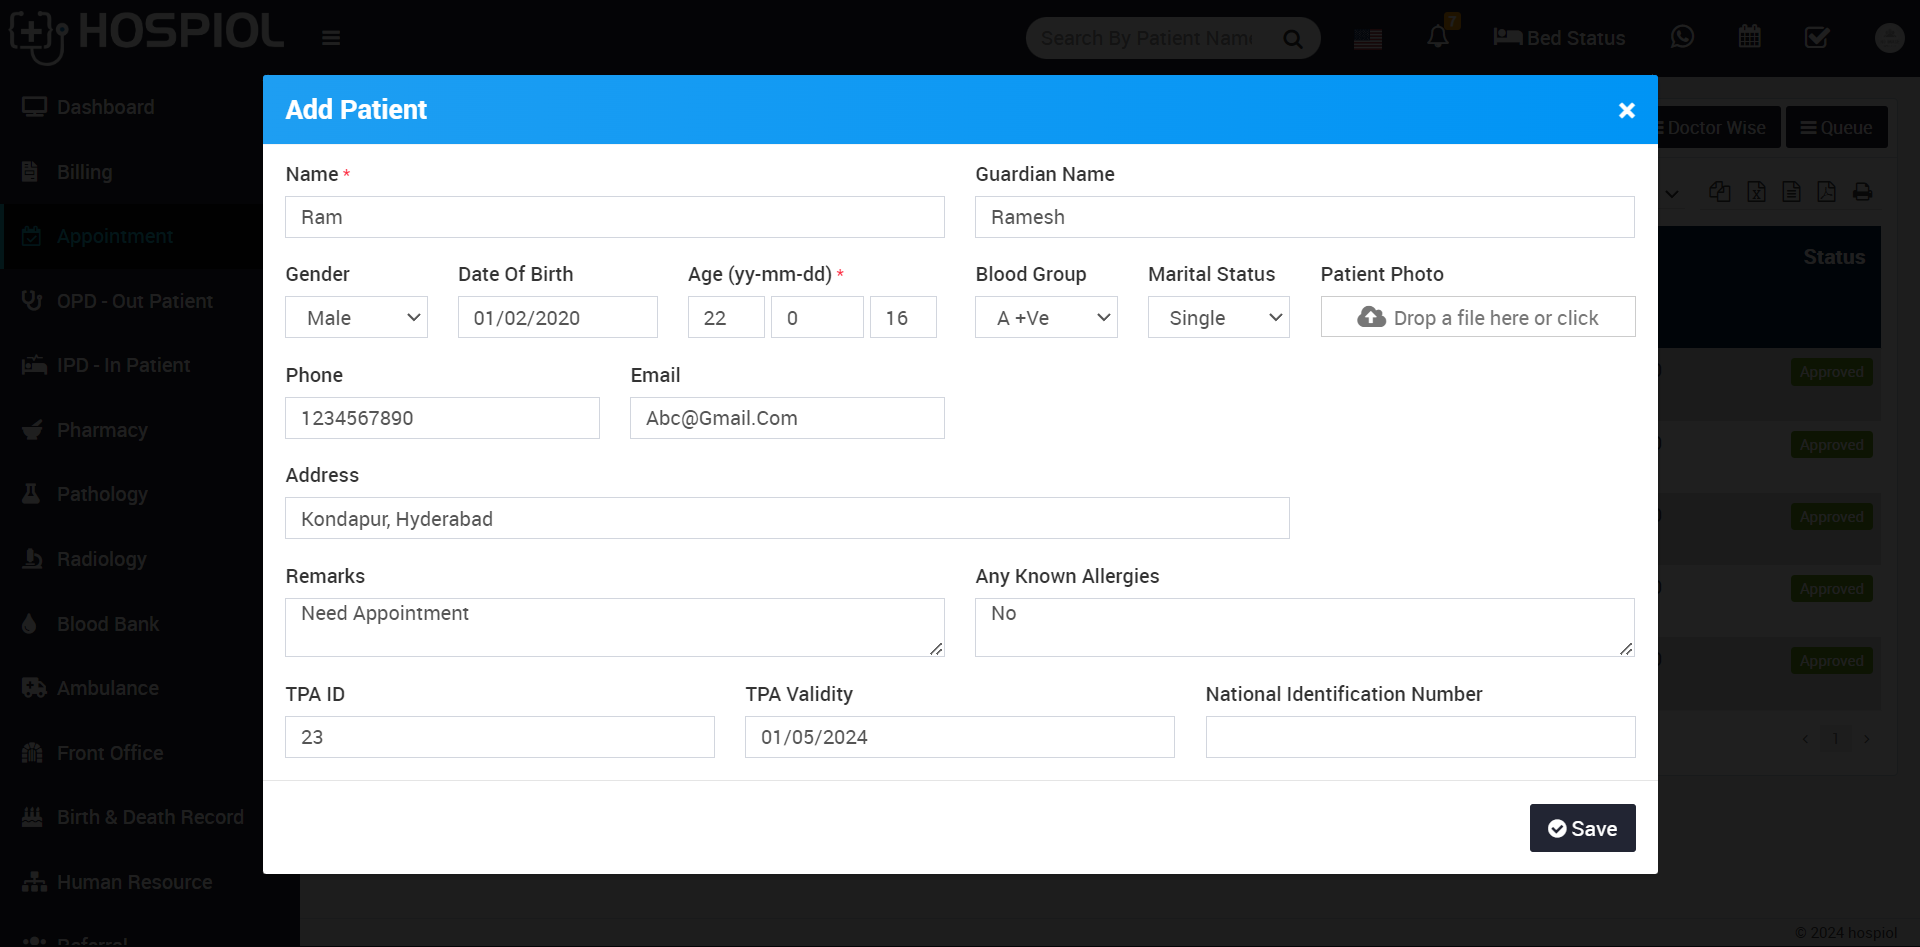 HOSPIOL
Search By Patient Name
7
Bed Status
Dashboard
Billing
Appointment
OPD - Out Patient
IPD - In Patient
Pharmacy
Pathology
Radiology
Blood Bank
Ambulance
Front Office
Birth & Death Record
Human Resource
Referral
Doctor Wise
Queue
Status
Approved
Approved
Approved
Approved
Approved
1
Add Patient
Name *
Guardian Name
Ram
Ramesh
Gender
Date Of Birth
Age (yy-mm-dd) *
Blood Group
Marital Status
Patient Photo
Male
01/02/2020
22
0
16
A +Ve
Single
Drop a file here or click
Phone
Email
1234567890
Abc@Gmail.Com
Address
Kondapur, Hyderabad
Remarks
Any Known Allergies
Need Appointment
No
TPA ID
TPA Validity
National Identification Number
23
01/05/2024
Save
© 2024 hospiol